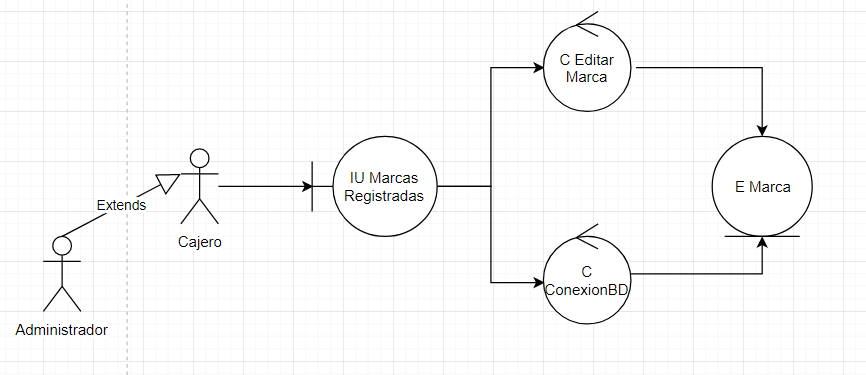 C Editar
Marca
IU Marcas
Registradas
E Marca
Extends
Cajero
C
ConexionBD
Administrador